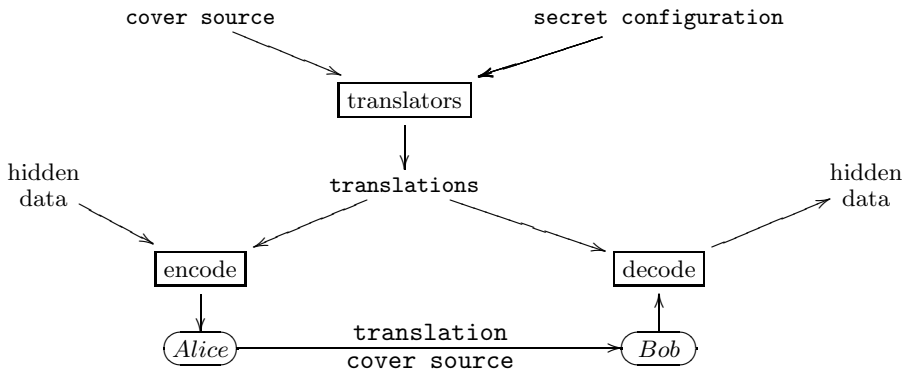 cover source
secret configuration
translators
hidden
data
translations
hidden
data
encode
decode
Alice
translation
cover source
Bob